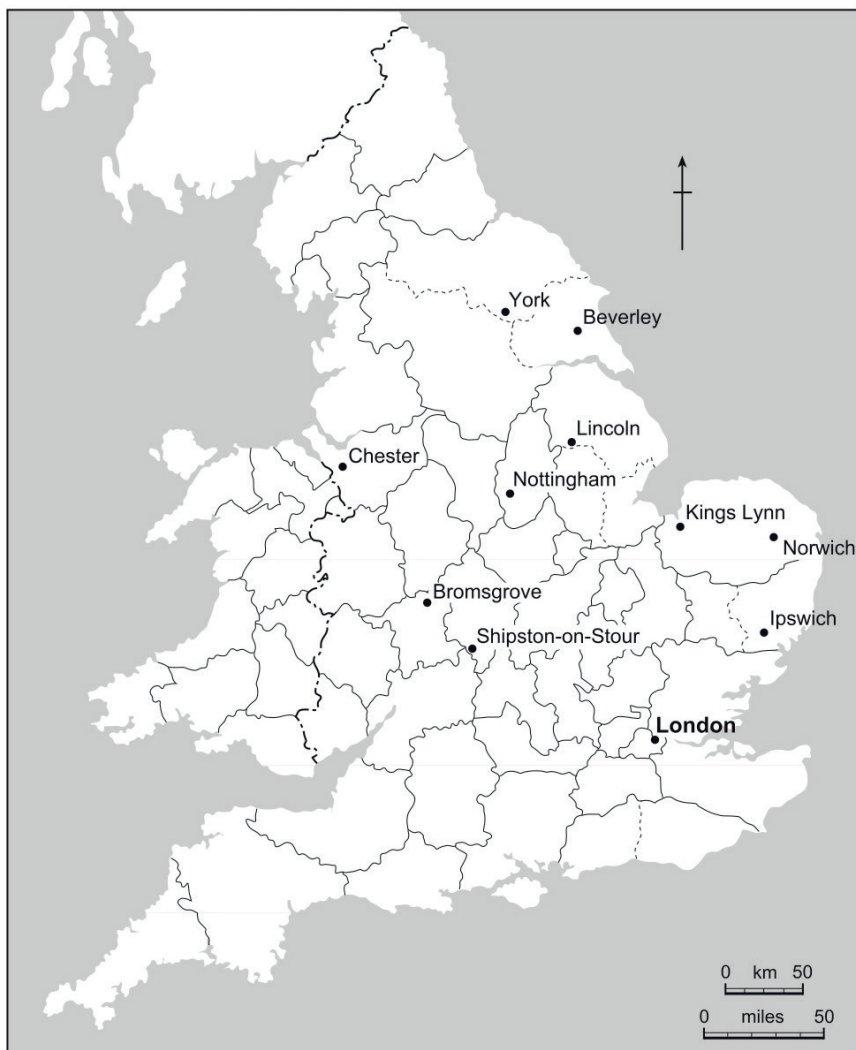 York
Beverley
Lincoln
Chester
Nottingham
Kings Lynn
Norwich
Bromsgrove
Ipswich
Shipston-on-Stour
London
0 km 50
0 miles 50